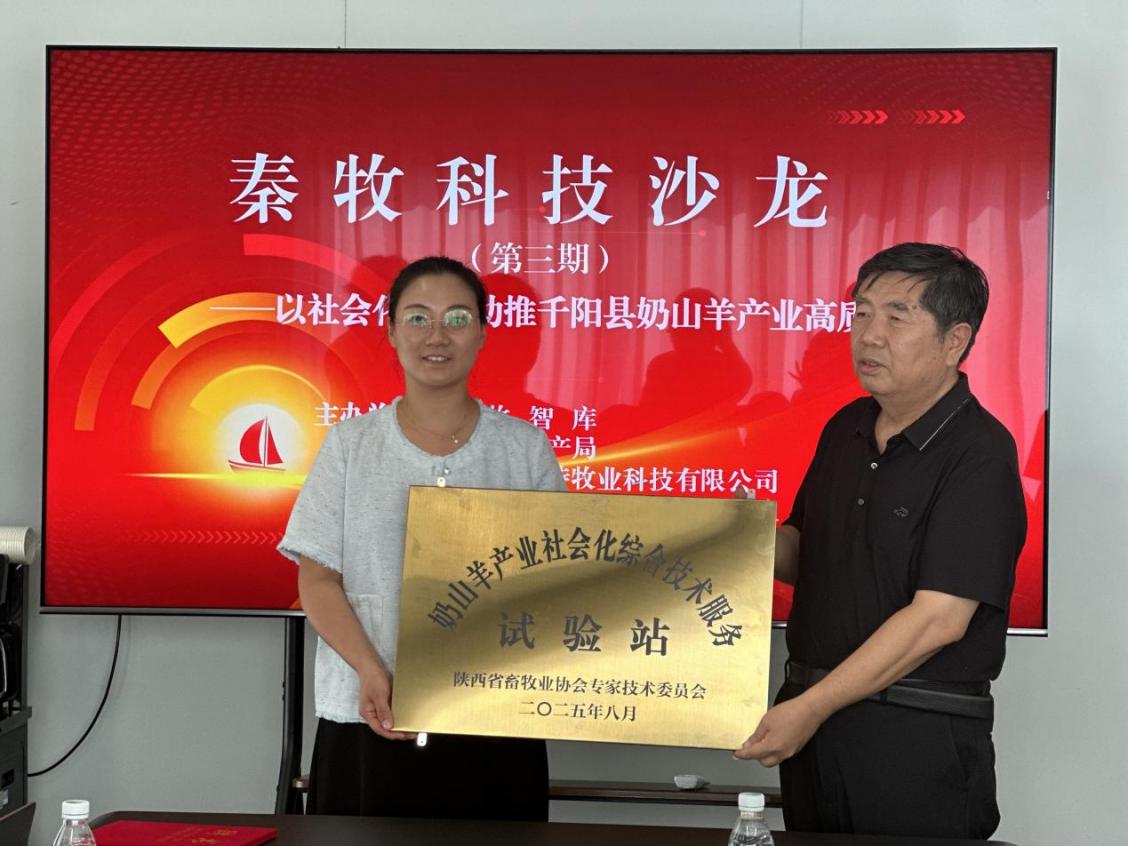 秦牧科技沙龙
（第三期）
——以社会化 动推千阳县奶山羊产业高质
主办 智库
产局
牧业科技有限公司
奶山羊产业社会化综合技术服务
试验站
陕西省畜牧业协会专家技术委员会
二〇二五年八月